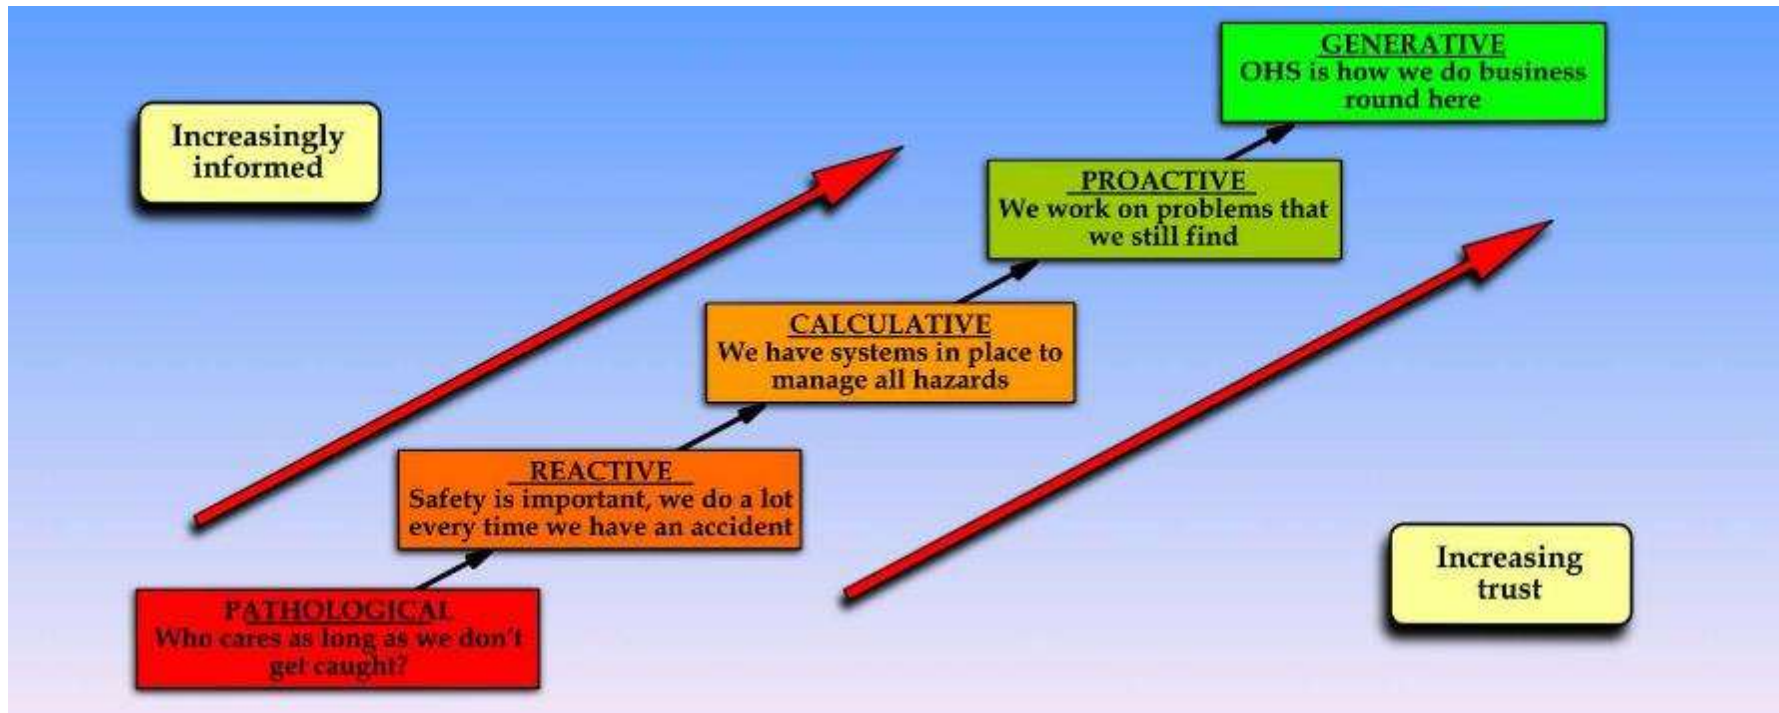 GENERATIVE
OHS is how we do business
round here
Increasingly
informed
PROACTIVE
We work on problems that
we still find
CALCULATIVE
We have systems in place to
manage all hazards
REACTIVE
Safety is important, we do a lot
every time we have an accident
Increasing
trust
PATHOLOGICAL
Who cares as long as we don't
get caught?